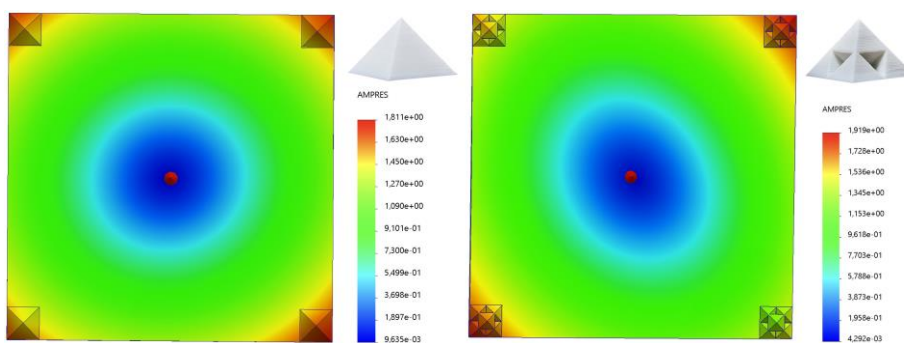 AMPRES
1,811e+00
1,630e+00
1,450e+00
1,270e+00
1,090e+00
9,101e-01
7,300e-01
5,499e-01
3,698e-01
1,897e-01
9,635e-03
AMPRES
1,919e+00
1,728e+00
1,536e+00
1,345e+00
1,153e+00
9,618e-01
7,703e-01
5,788e-01
3,873e-01
1,958e-01
4,292e-03